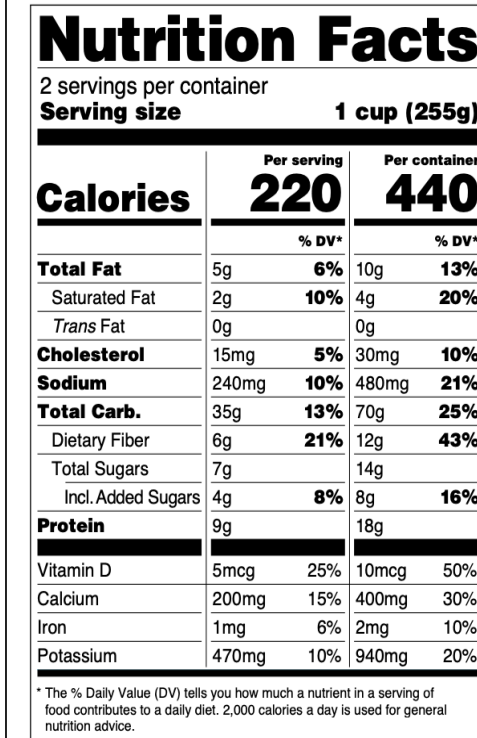 Nutrition Facts
2 servings per container
Serving size 1 cup (255g)
Per serving Per container
Calories 220 440
% DV* % DV*
Total Fat 5g 6% 10g 13%
Saturated Fat 2g 10% 4g 20%
Trans Fat 0g 0g
Cholesterol 15mg 5% 30mg 10%
Sodium 240mg 10% 480mg 21%
Total Carb. 35g 13% 70g 25%
Dietary Fiber 6g 21% 12g 43%
Total Sugars 7g 14g
Incl. Added Sugars 4g 8% 8g 16%
Protein 9g 18g
Vitamin D 5mcg 25% 10mcg 50%
Calcium 200mg 15% 400mg 30%
Iron 1mg 6% 2mg 10%
Potassium 470mg 10% 940mg 20%
* The % Daily Value (DV) tells you how much a nutrient in a serving of
food contributes to a daily diet. 2,000 calories a day is used for general
nutrition advice.